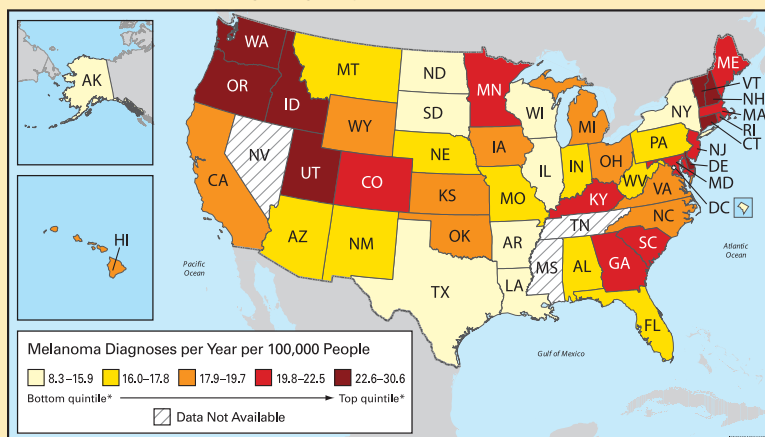 WA
MT
ND
MN
ME
VT
NH
MA
RI
CT
OR
ID
SD
WI
NY
MI
WY
NV
NE
IA
PA
NJ
DE
MD
DC
CA
UT
CO
KS
MO
IL
IN
OH
WV
VA
KY
NC
TN
AZ
NM
OK
AR
SC
MS
AL
GA
TX
LA
FL
AK
HI
Pacific
Ocean
Atlantic
Ocean
Gulf of Mexico
Melanoma Diagnoses per Year per 100,000 People
8.3–15.9 16.0–17.8 17.9–19.7 19.8–22.5 22.6–30.6
Bottom quintile* Top quintile*
Data Not Available